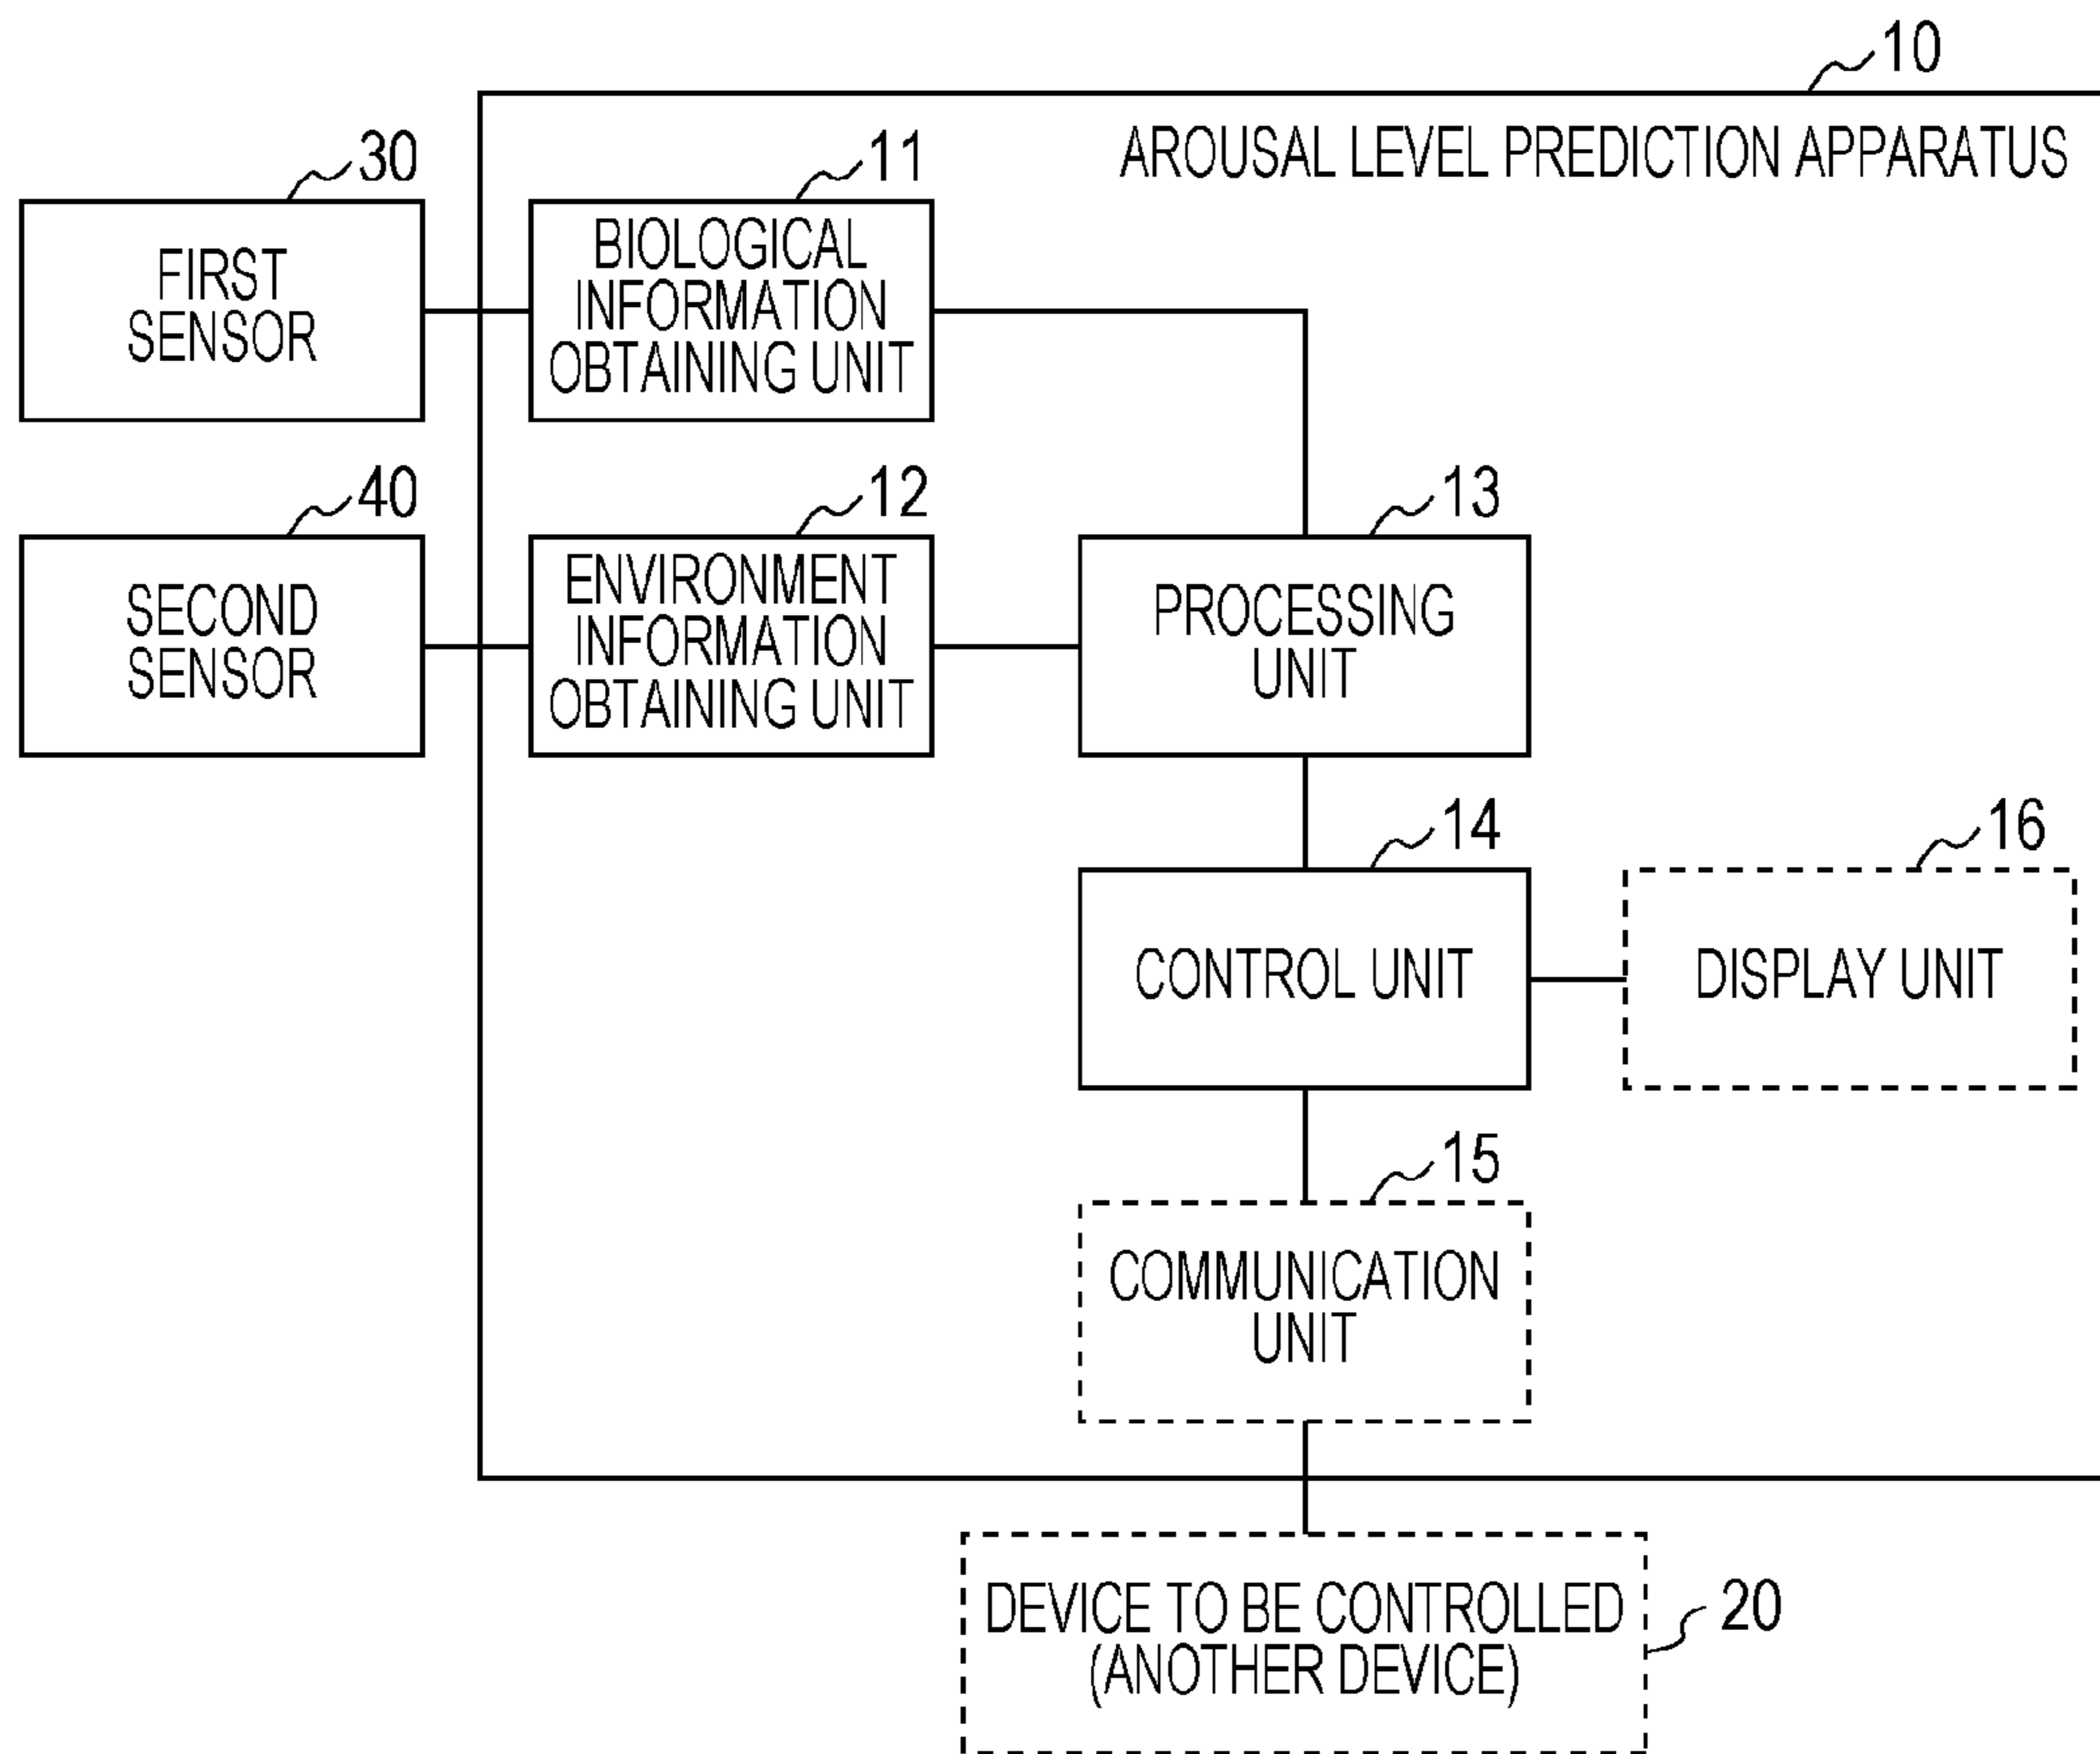 10
AROUSAL LEVEL PREDICTION APPARATUS
30
FIRST
SENSOR
11
BIOLOGICAL
INFORMATION
OBTAINING UNIT
40
SECOND
SENSOR
12
ENVIRONMENT
INFORMATION
OBTAINING UNIT
13
PROCESSING
UNIT
14
CONTROL UNIT
16
DISPLAY UNIT
15
COMMUNICATION
UNIT
DEVICE TO BE CONTROLLED
(ANOTHER DEVICE)
20